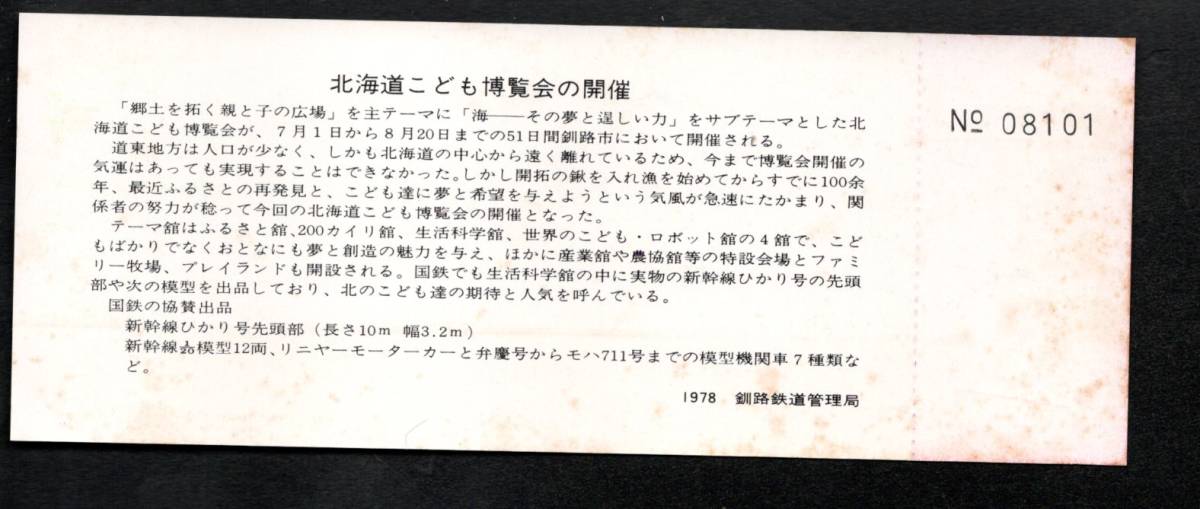 北海道こども博覧会の開催
「郷土を拓く親と子の広場」を主テーマに「海——その夢と逞しい力」をサブテーマとした北
海道こども博覧会が、7月1日から8月20日までの51日間釧路市において開催される。
道東地方は人口が少なく、しかも北海道の中心から遠く離れているため、今まで博覧会開催の
気運はあっても実現することはできなかった。しかし開拓の鍬を入れ漁を始めてからすでに100余
年、最近ふるさとの再発見と、こども達に夢と希望を与えようという気風が急速にたかまり、関
係者の努力が稔って今回の北海道こども博覧会の開催となった。
テーマ館はふるさと館、200カイリ館、生活科学館、世界のこども・ロボット館の4館で、こど
もばかりでなくおとなにも夢と創造の魅力を与え、ほかに産業館や農協館等の特設会場とファミ
リー牧場、プレイランドも開設される。国鉄でも生活科学館の中に実物の新幹線ひかり号の先頭
部や次の模型を出品しており、北のこども達の期待と人気を呼んでいる。
国鉄の協賛出品
新幹線ひかり号先頭部(長さ10m 幅3.2m)
新幹線1/20模型12両、リニヤーモーターカーと弁慶号からモハ711号までの模型機関車7種類な
ど。
1978 釧路鉄道管理局
№ 08101